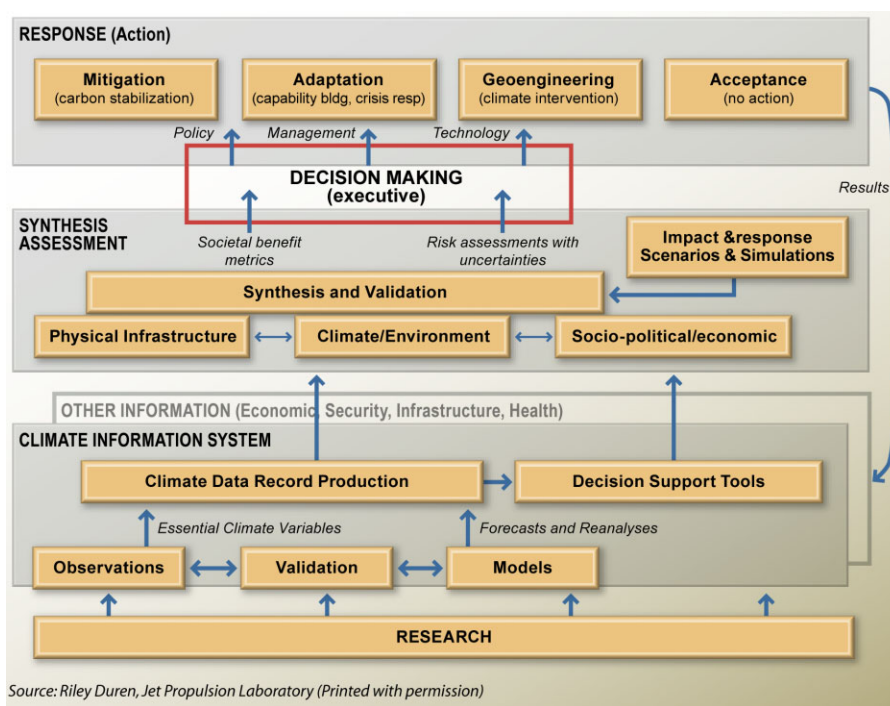 RESPONSE (Action)
Mitigation
(carbon stabilization)
Adaptation
(capability bldg, crisis resp)
Geoengineering
(climate intervention)
Acceptance
(no action)
Policy
Management
Technology
DECISION MAKING
(executive)
Results
SYNTHESIS
ASSESSMENT
Societal benefit
metrics
Risk assessments with
uncertainties
Impact &response
Scenarios & Simulations
Synthesis and Validation
Physical Infrastructure
Climate/Environment
Socio-political/economic
OTHER INFORMATION (Economic, Security, Infrastructure, Health)
CLIMATE INFORMATION SYSTEM
Climate Data Record Production
Decision Support Tools
Essential Climate Variables
Forecasts and Reanalyses
Observations
Validation
Models
RESEARCH
Source: Riley Duren, Jet Propulsion Laboratory (Printed with permission)